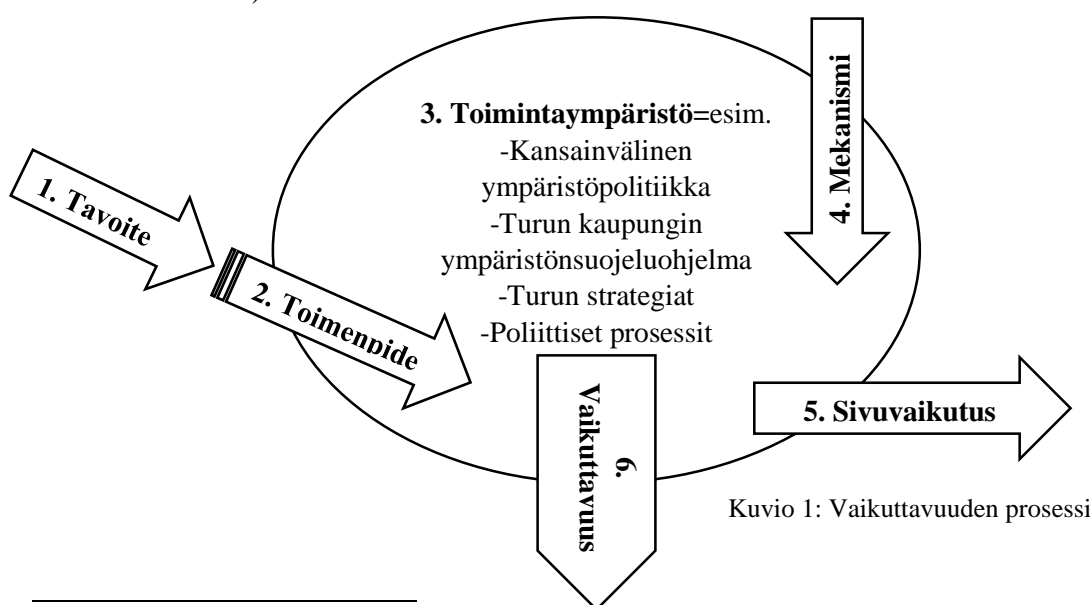 1. Tavoite
2. Toimenpide
3. Toimintaympäristö=esim.
-Kansainvälinen
ympäristöpolitiikka
-Turun kaupungin
ympäristönsuojeluohjelma
-Turun strategiat
-Poliittiset prosessit
4. Mekanismi
5. Sivuvaikutus
6.
Vaikuttavuus
Kuvio 1: Vaikuttavuuden prosessi